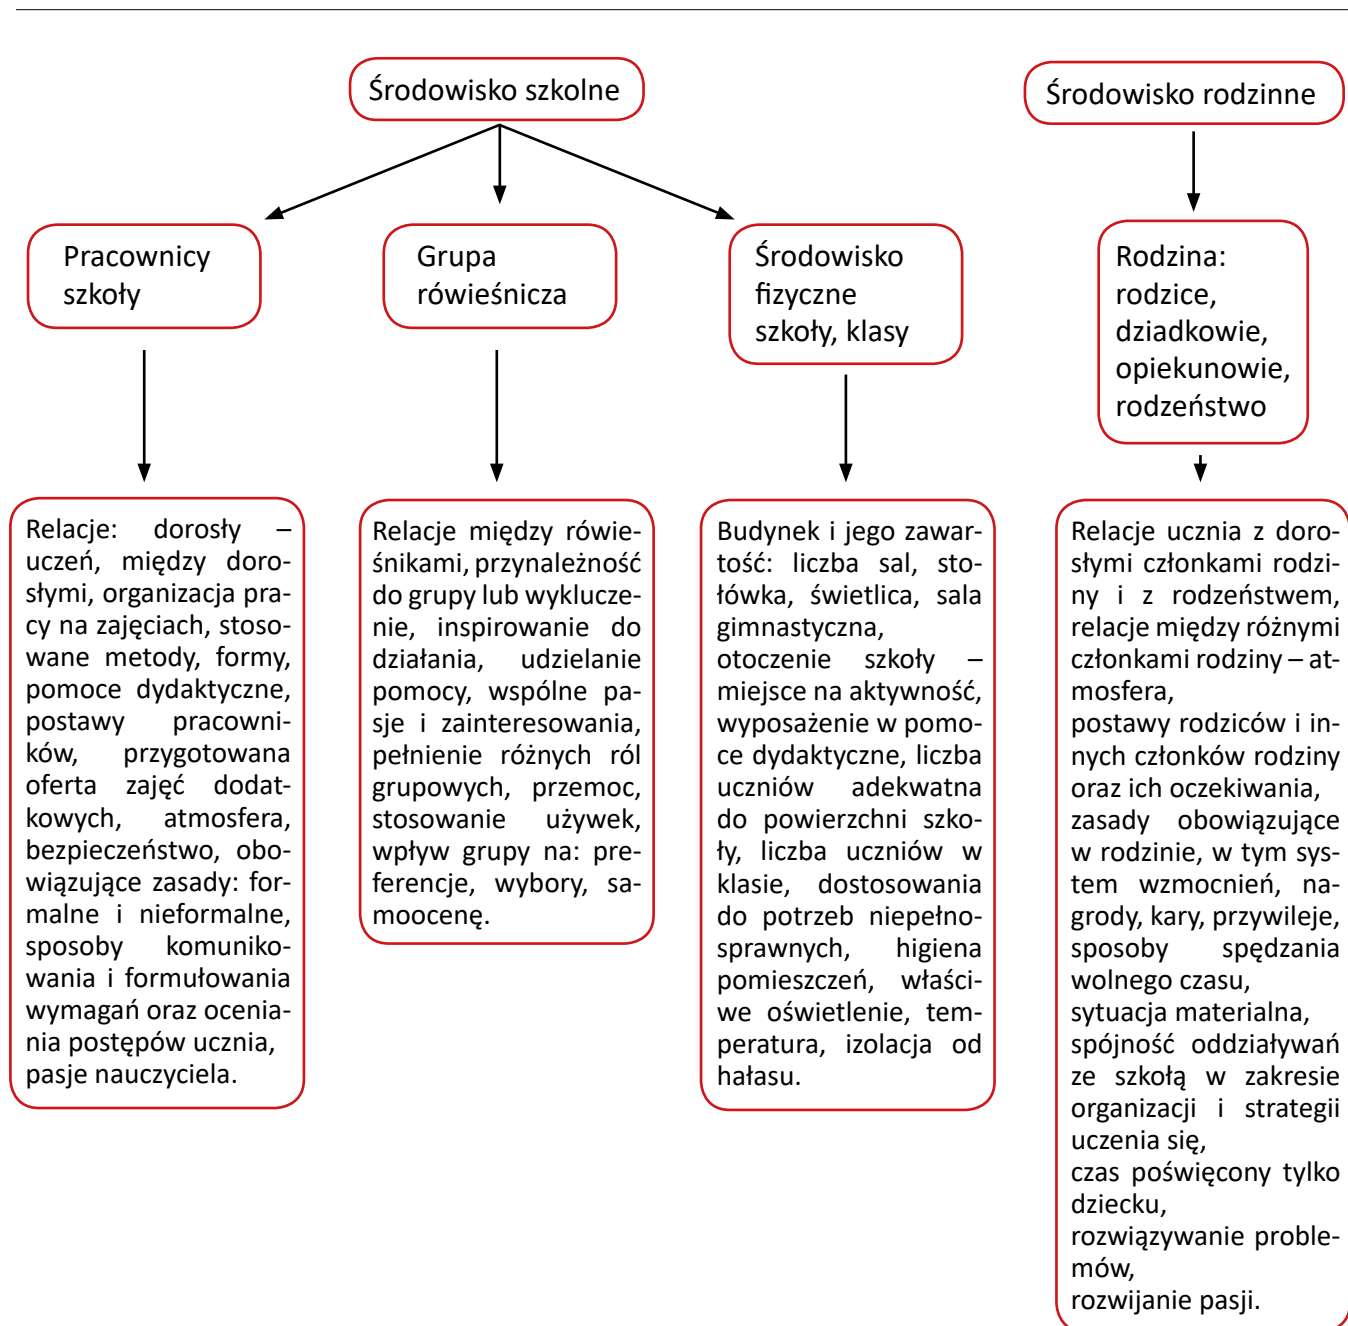 Środowisko szkolne
Środowisko rodzinne
Pracownicy
szkoły
Grupa
rówieśnicza
Środowisko
fizyczne
szkoły, klasy
Rodzina:
rodzice,
dziadkowie,
opiekunowie,
rodzeństwo
Relacje: dorosły –
uczeń, między doro-
słymi, organizacja pra-
cy na zajęciach, stoso-
wane metody, formy,
pomoce dydaktyczne,
postawy pracowni-
ków, przygotowana
oferta zajęć dodat-
kowych, atmosfera,
bezpieczeństwo, obo-
wiązujące zasady: for-
malne i nieformalne,
sposoby komuniko-
wania i formułowania
wymagań oraz ocenia-
nia postępów ucznia,
pasje nauczyciela.
Relacje między rówie-
śnikami, przynależność
do grupy lub wyklucze-
nie, inspirowanie do
działania, udzielanie
pomocy, wspólne pa-
sje i zainteresowania,
pełnienie różnych ról
grupowych, przemoc,
stosowanie używek,
wpływ grupy na: pre-
ferencje, wybory, sa-
moocenę.
Budynek i jego zawar-
tość: liczba sal, sto-
łówka, świetlica, sala
gimnastyczna,
otoczenie szkoły –
miejsce na aktywność,
wyposażenie w pomo-
ce dydaktyczne, liczba
uczniów adekwatna
do powierzchni szko-
ły, liczba uczniów w
klasie, dostosowania
do potrzeb niepełno-
sprawnych, higiena
pomieszczeń, właści-
we oświetlenie, tem-
peratura, izolacja od
hałasu.
Relacje ucznia z doro-
słymi członkami rodzi-
ny i z rodzeństwem,
relacje między różnymi
członkami rodziny – at-
mosfera,
postawy rodziców i in-
nych członków rodziny
oraz ich oczekiwania,
zasady obowiązujące
w rodzinie, w tym sys-
tem wzmocnień, na-
grody, kary, przywileje,
sposoby spędzania
wolnego czasu,
sytuacja materialna,
spójność oddziaływań
ze szkołą w zakresie
organizacji i strategii
uczenia się,
czas poświęcony tylko
dziecku,
rozwiązywanie proble-
mów,
rozwijanie pasji.